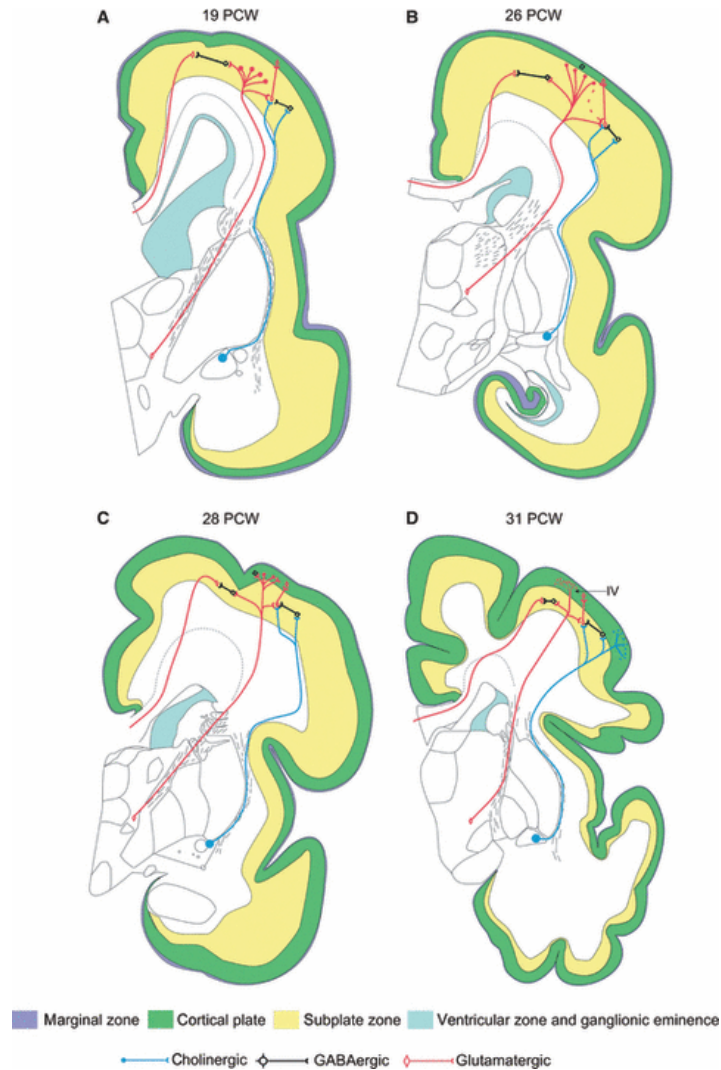 A 19 PCW
B 26 PCW
C 28 PCW
D 31 PCW
IV
Marginal zone Cortical plate Subplate zone Ventricular zone and ganglionic eminence
Cholinergic GABAergic Glutamatergic